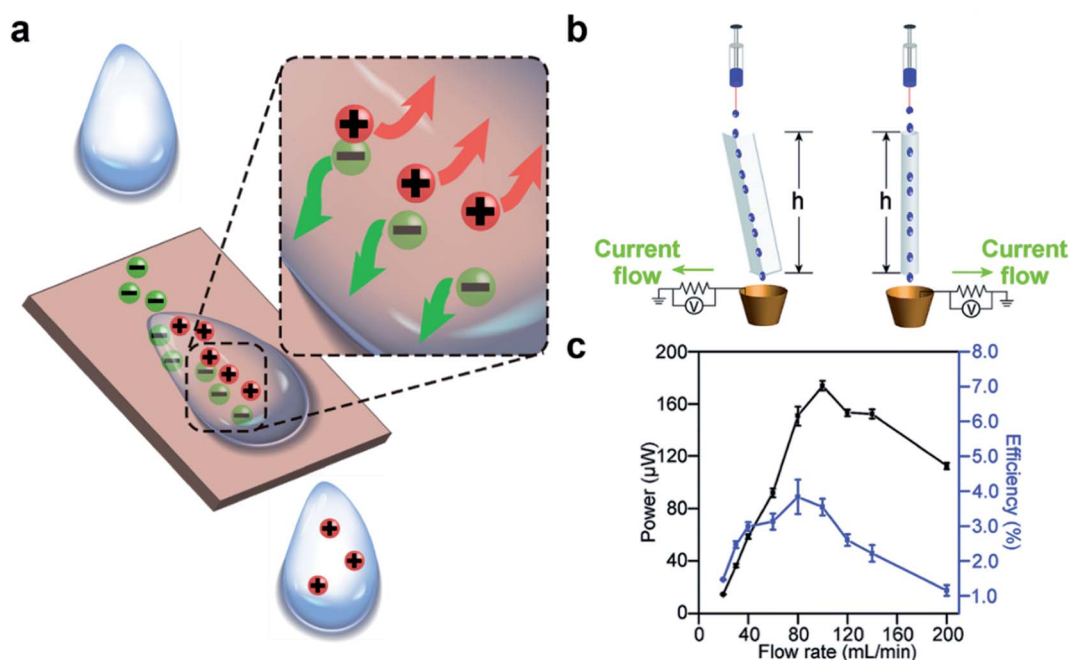 a
b
h
h
Current
flow
Current
flow
V
V
c
Power (μW)
200
160
120
80
40
0
8.0
7.0
6.0
5.0
4.0
3.0
2.0
1.0
Efficiency (%)
0
40
80
120
160
200
Flow rate (mL/min)